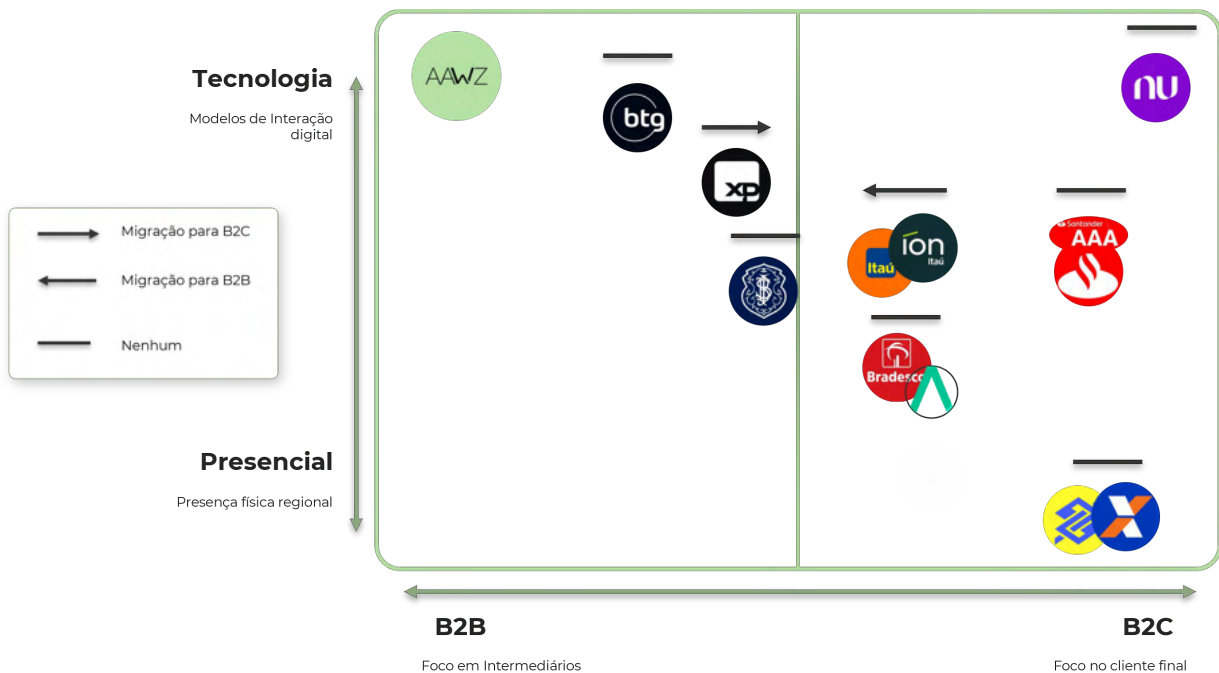 Tecnologia
Modelos de Interação
digital
Migração para B2C
Migração para B2B
Nenhum
Presencial
Presença física regional
AAWZ
btg
xp
nu
Itaú
íon
Itaú
Santander
AAA
Bradesco
B2B
Foco em Intermediários
B2C
Foco no cliente final